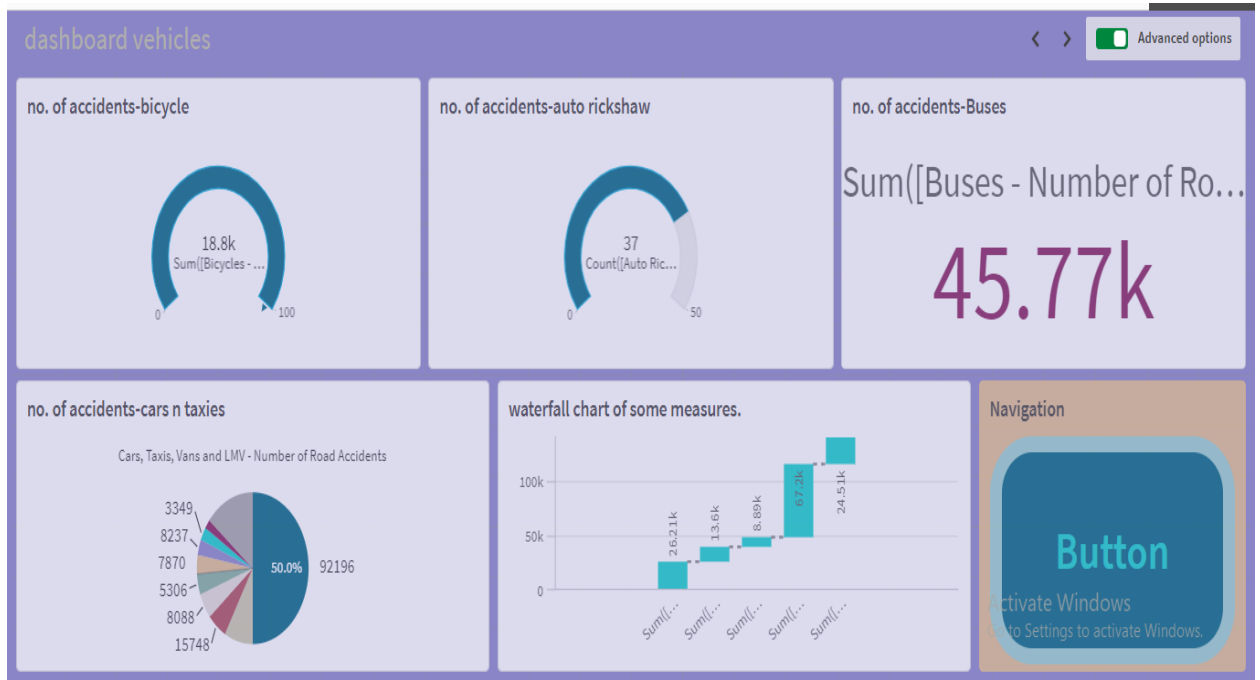 dashboard vehicles
Advanced options
no. of accidents-bicycle
18.8k
Sum([Bicycles - ...
0
100
no. of accidents-auto rickshaw
37
Count([Auto Ric...
0
50
no. of accidents-Buses
Sum([Buses - Number of Ro...
45.77k
no. of accidents-cars n taxies
Cars, Taxis, Vans and LMV - Number of Road Accidents
3349
8237
7870
5306
8088
15748
50.0%
92196
waterfall chart of some measures.
100k
50k
0
26.21k
13.6k
8.89k
67.2k
24.51k
Sum([...
Sum([...
Sum([...
Sum([...
Sum([...
Navigation
Button
Activate Windows
Go to Settings to activate Windows.